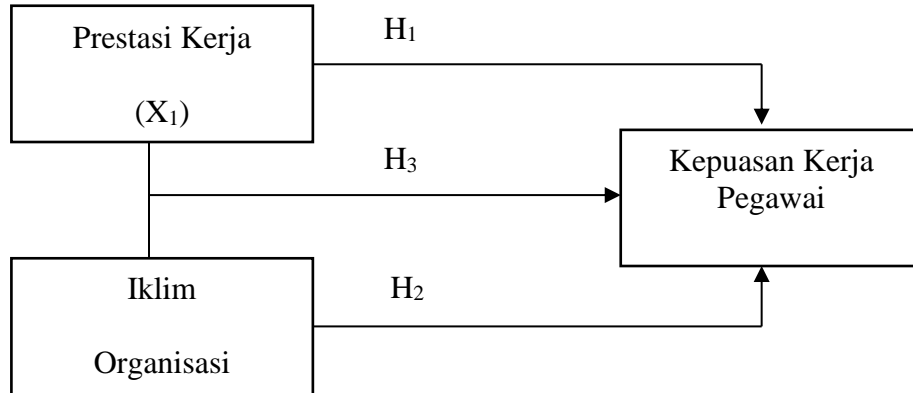 Prestasi Kerja
(X₁)
H₁
H₃
Kepuasan Kerja
Pegawai
Iklim
Organisasi
H₂